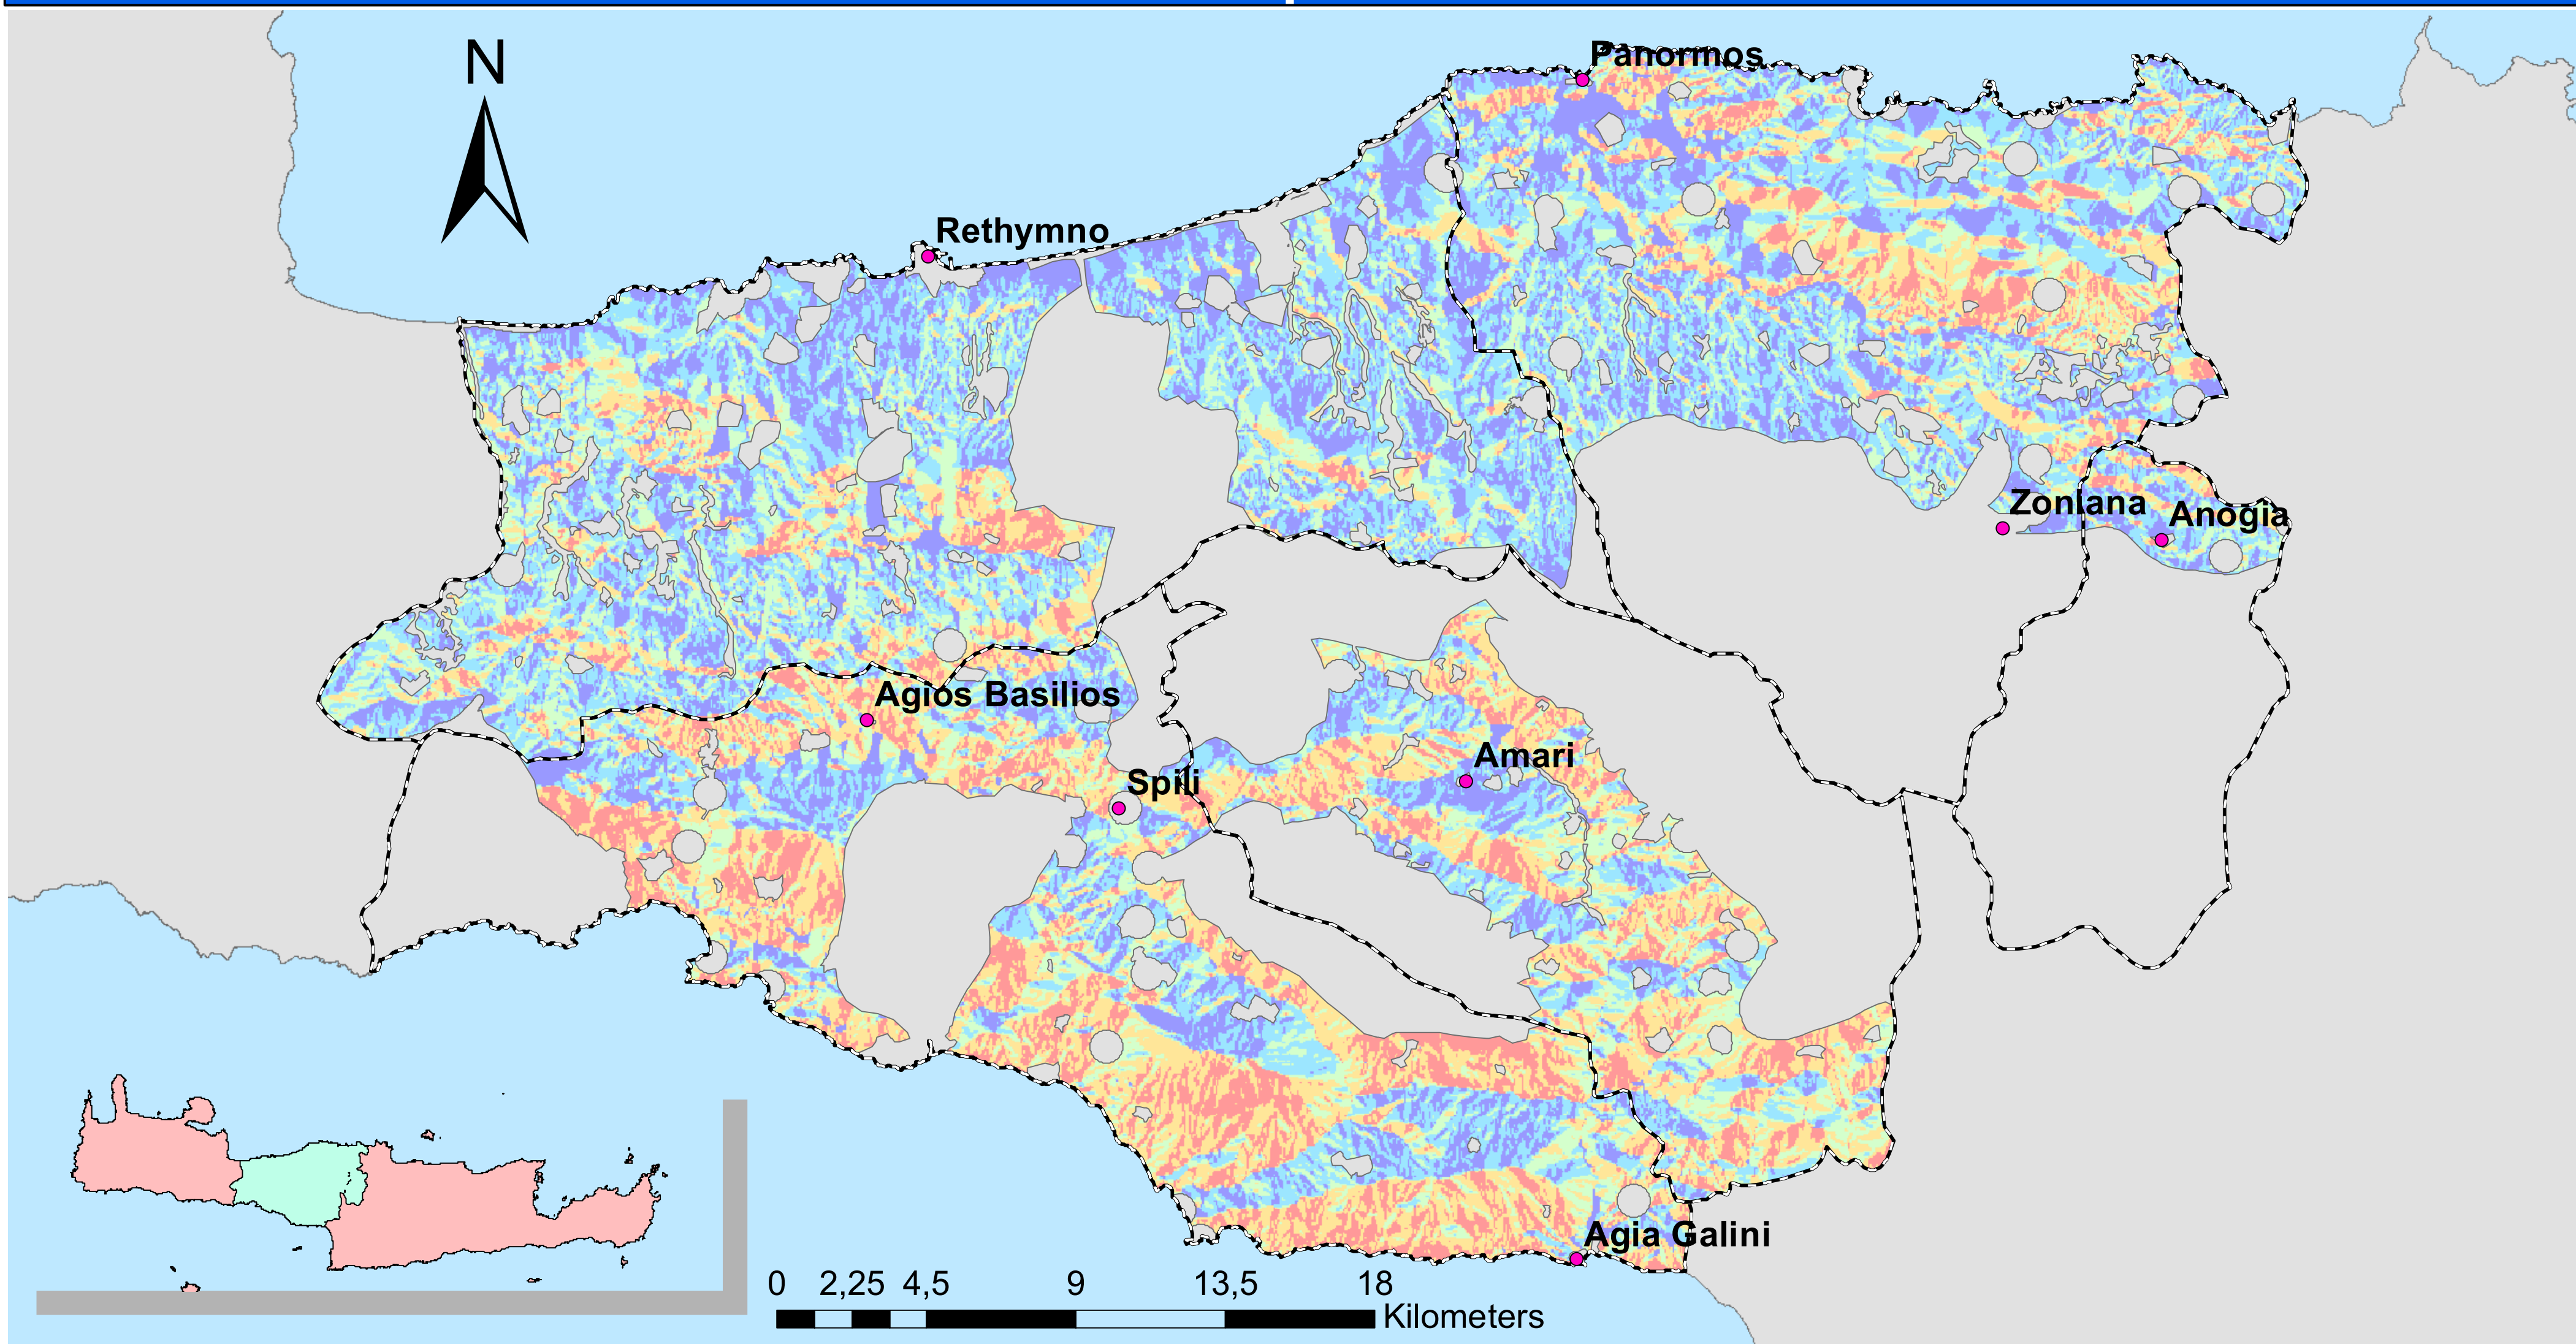 N
Panormos
Rethymno
Zonlana
Anogia
Agios Basilios
Amari
Spili
Agia Galini
0 2,25 4,5 9 13,5 18
Kilometers